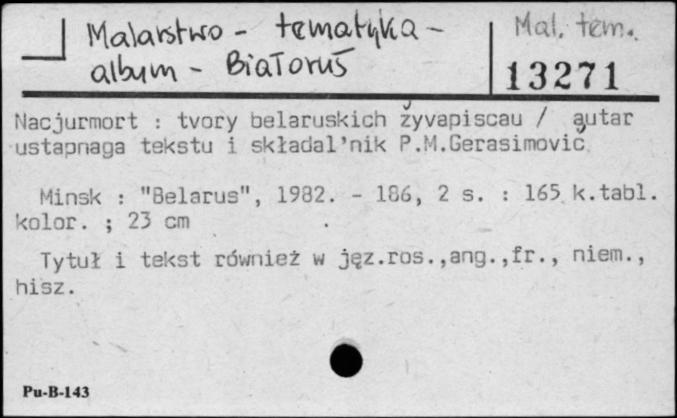 Malarstwo - tematyka -
album - Białoruś
Mal. tem.
13271
Nacjurmort : tvory belaruskich žyvapiscau / autar
ustapnaga tekstu i składal'nik P.M.Gerasimovič
Minsk : "Belarus", 1982. - 186, 2 s. : 165 k.tabl.
kolor. ; 23 cm
Tytuł i tekst również w jęz.ros.,ang.,fr., niem.,
hisz.
Pu-B-143